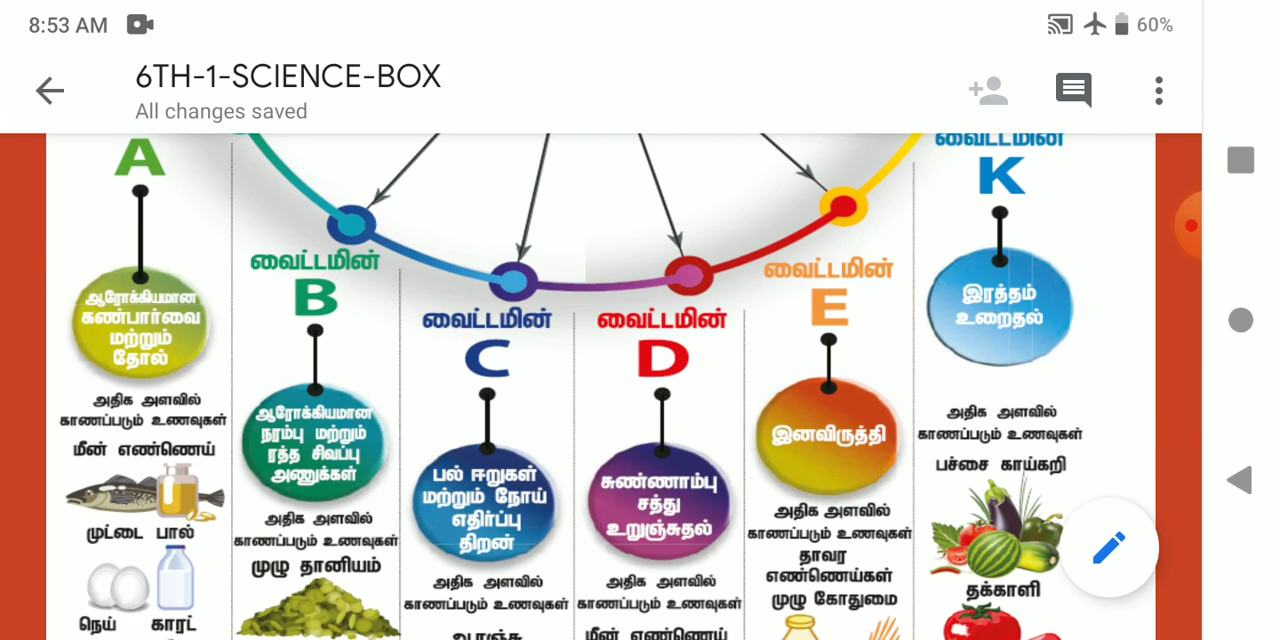 8:53 AM
60%
6TH-1-SCIENCE-BOX
All changes saved
A
ஆரோக்கியமான
கண்பார்வை
மற்றும்
தோல்
அதிக அளவில்
காணப்படும் உணவுகள்
மீன் எண்ணெய்
முட்டை பால்
நெய் காரட்
வைட்டமின்
B
ஆரோக்கியமான
நரம்பு மற்றும்
ரத்த சிவப்பு
அணுக்கள்
அதிக அளவில்
காணப்படும் உணவுகள்
முழு தானியம்
வைட்டமின்
C
பல் ஈறுகள்
மற்றும் நோய்
எதிர்ப்பு
திறன்
அதிக அளவில்
காணப்படும் உணவுகள்
ஆரஞ்சு
வைட்டமின்
D
சுண்ணாம்பு
சத்து
உறுஞ்சுதல்
அதிக அளவில்
காணப்படும் உணவுகள்
மீன் எண்ணெய்
வைட்டமின்
E
இனவிருத்தி
அதிக அளவில்
காணப்படும் உணவுகள்
தாவர
எண்ணெய்கள்
முழு கோதுமை
வைட்டமின்
K
இரத்தம்
உறைதல்
அதிக அளவில்
காணப்படும் உணவுகள்
பச்சை காய்கறி
தக்காளி